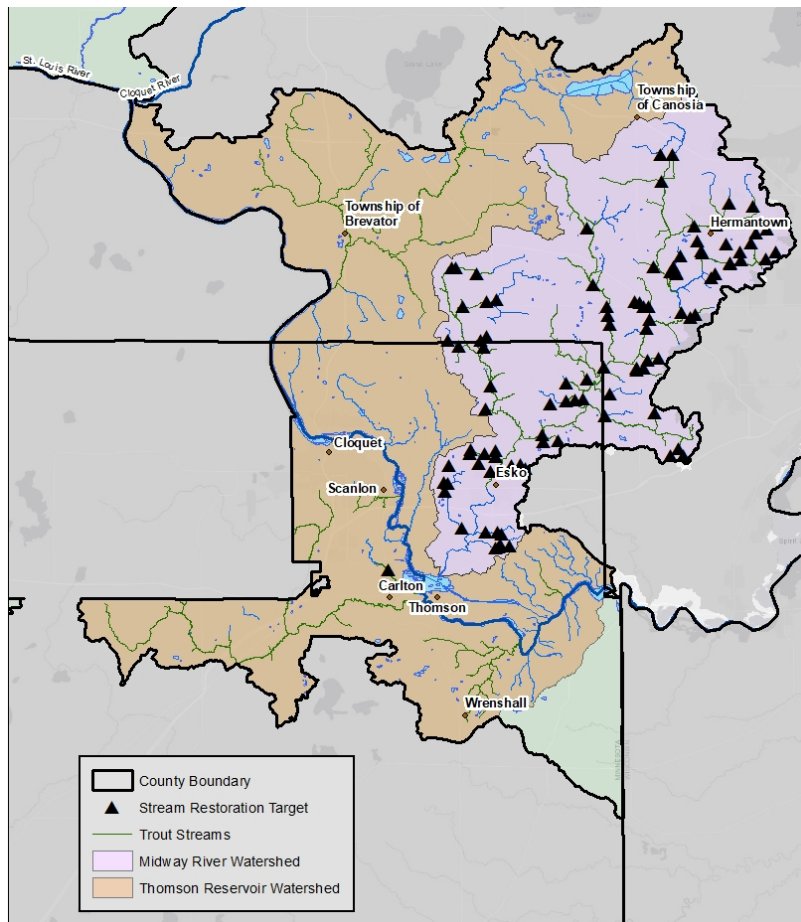 St. Louis River
Cloquet River
Township
of Canosia
Township of
Brevator
Hermantown
Cloquet
Scanlon
Esko
Carlton
Thomson
Wrenshall
MINNESOTA
County Boundary
Stream Restoration Target
Trout Streams
Midway River Watershed
Thomson Reservoir Watershed